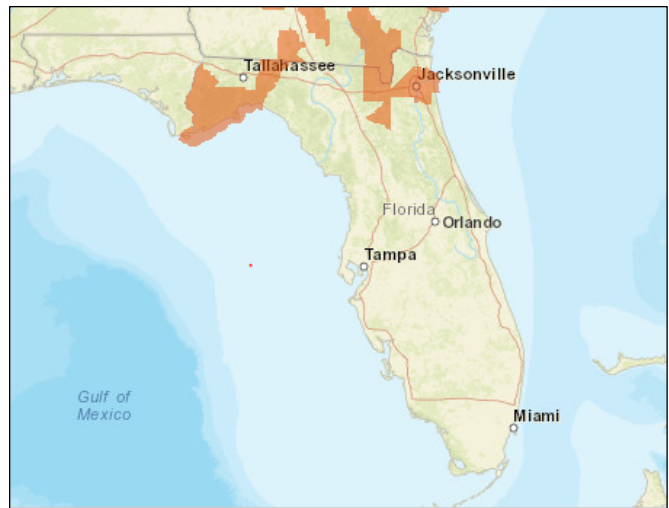 Tallahassee
Jacksonville
Florida
Orlando
Tampa
Gulf of
Mexico
Miami